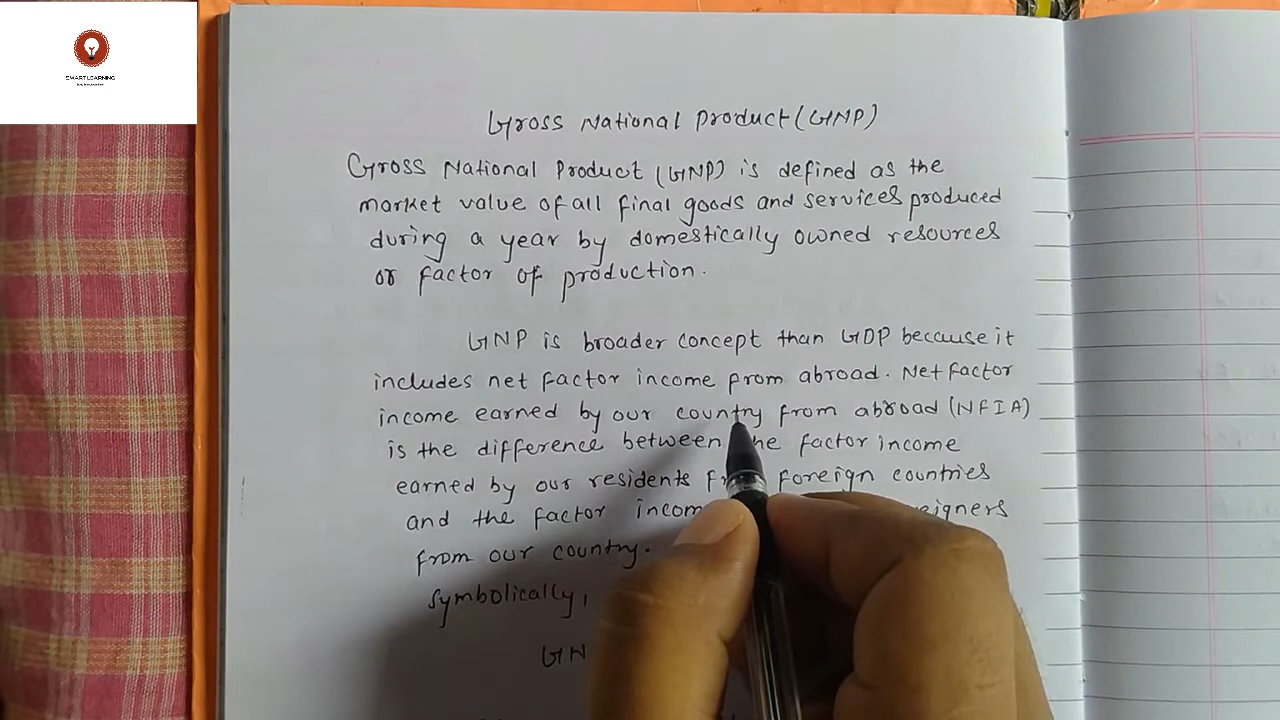 SMART LEARNING
Gross National Product (GNP)
Gross National Product (GNP) is defined as the
market value of all final goods and services produced
during a year by domestically owned resources
or factor of production.
GNP is broader concept than GDP because it
includes net factor income from abroad. Net factor
income earned by our country from abroad (NFIA)
is the difference between the factor income
earned by our residents foreign countries
and the factor
from our country.
symbolically,
GN